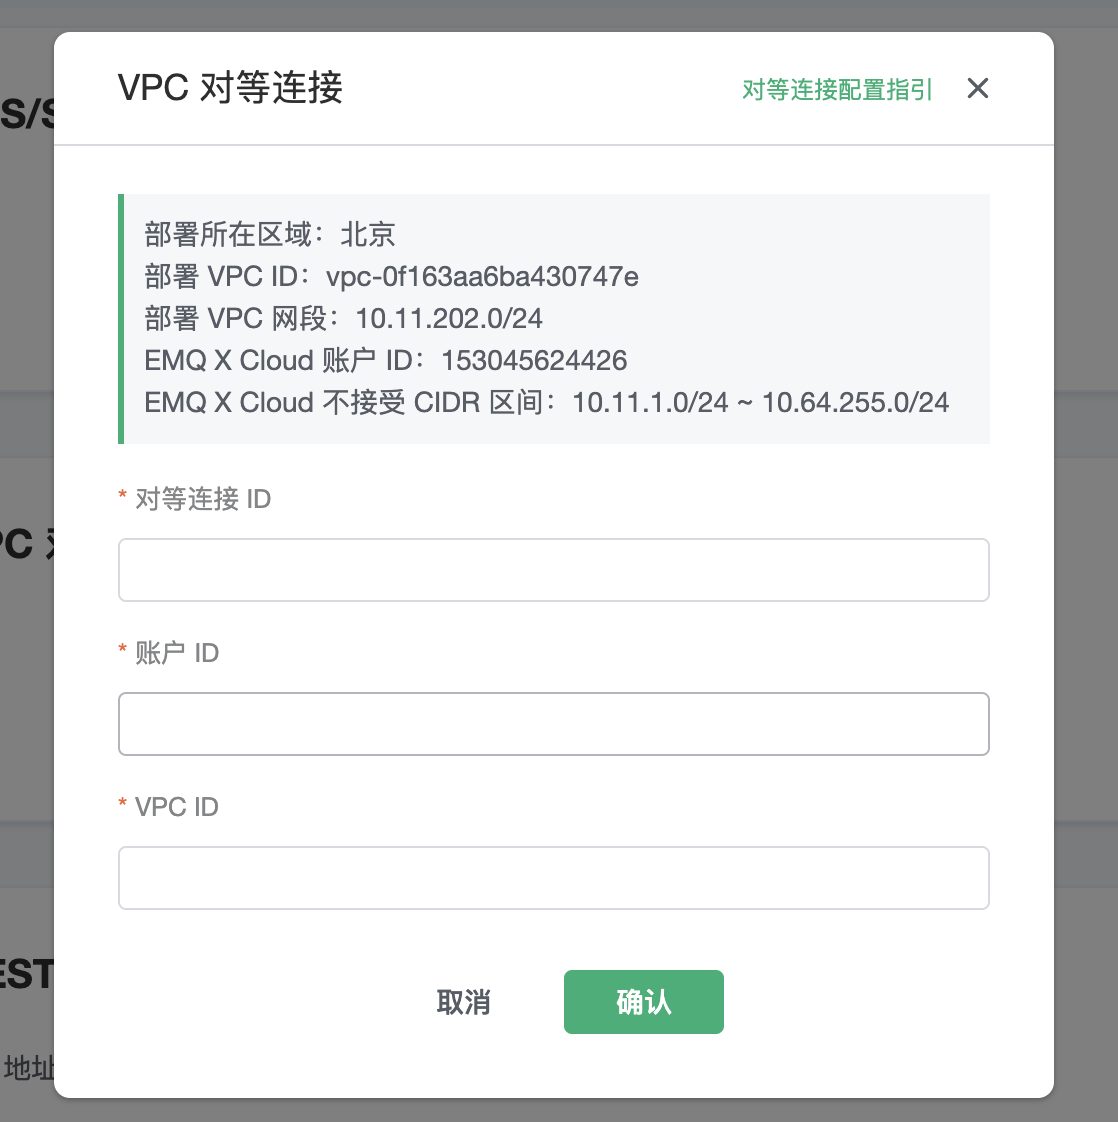 VPC 对等连接
对等连接配置指引
部署所在区域：北京
部署 VPC ID：vpc-0f163aa6ba430747e
部署 VPC 网段：10.11.202.0/24
EMQ X Cloud 账户 ID：153045624426
EMQ X Cloud 不接受 CIDR 区间：10.11.1.0/24 ~ 10.64.255.0/24
* 对等连接 ID
* 账户 ID
* VPC ID
取消
确认
地址